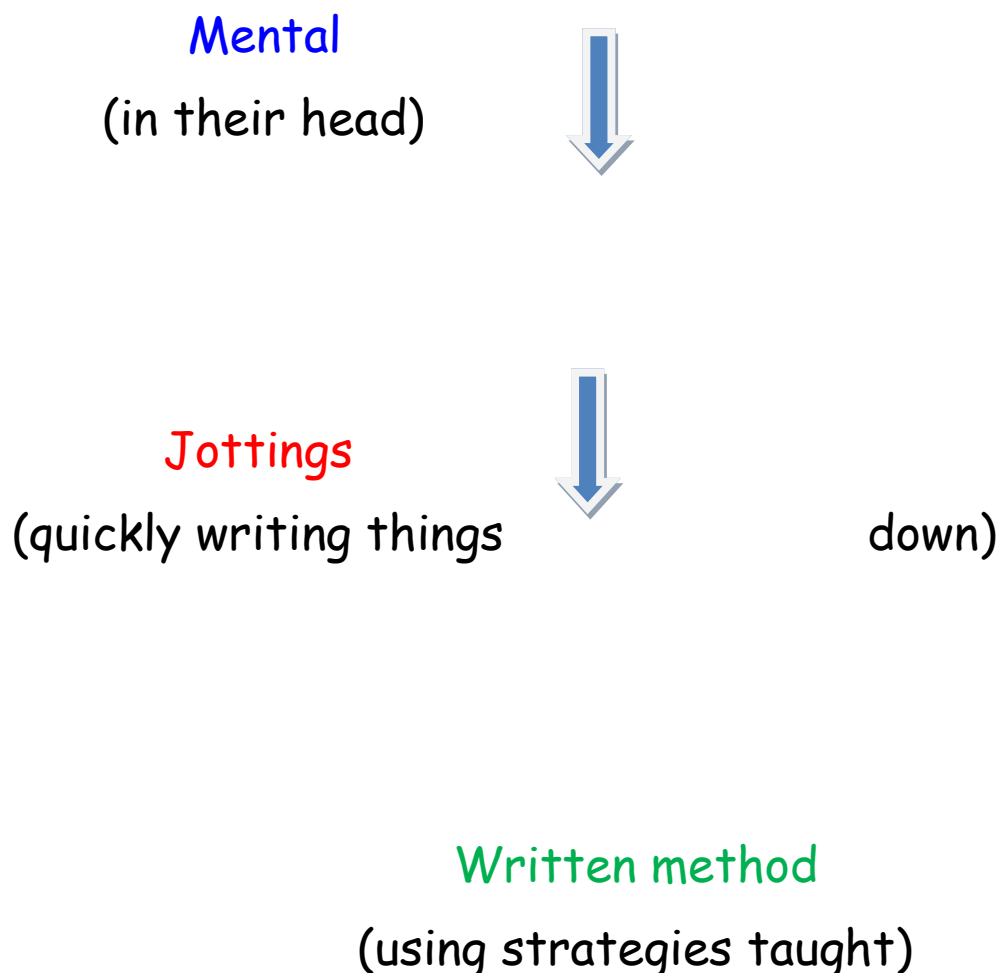 Mental
(in their head)
Jottings
(quickly writing things down)
Written method
(using strategies taught)